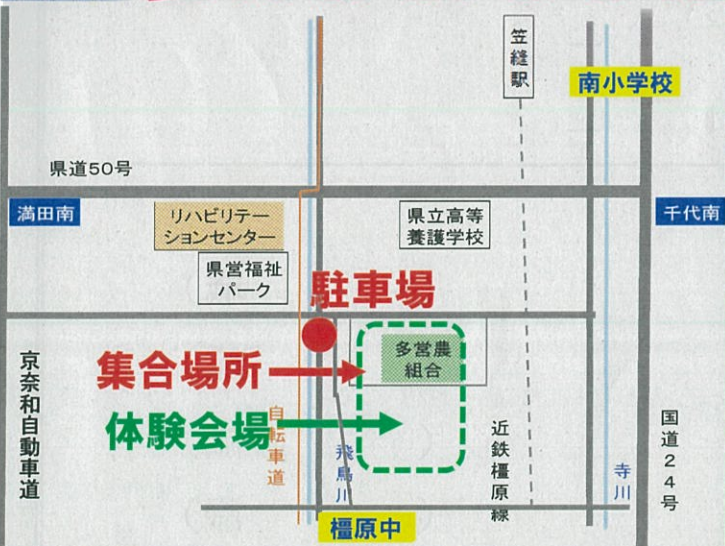 笠縫駅
南小学校
県道50号
満田南
リハビリテー
ションセンター
県立高等
養護学校
千代南
県営福祉
パーク
駐車場
多営農
組合
集合場所
体験会場
京奈和自動車道
自転車道
飛鳥川
近鉄橿原線
寺川
国道24号
橿原中